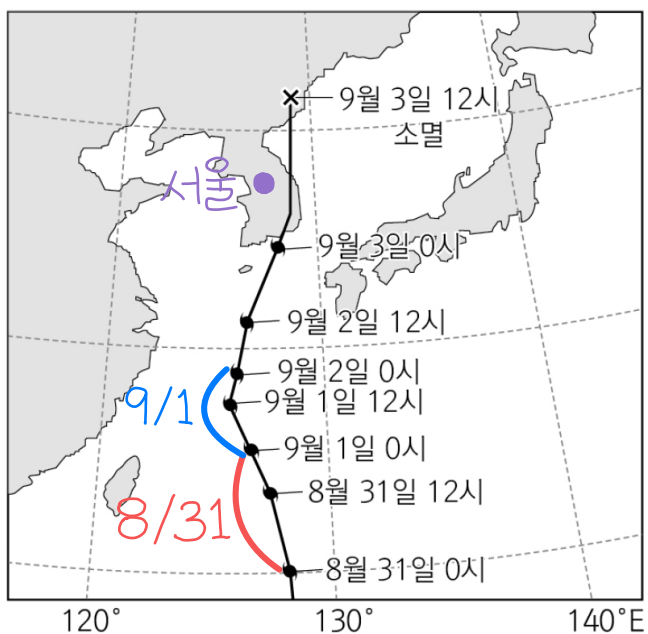 9월 3일 12시
소멸
서울
9월 3일 0시
9월 2일 12시
9월 2일 0시
9월 1일 12시
9/1
9월 1일 0시
8월 31일 12시
8/31
8월 31일 0시
120° 130° 140°E